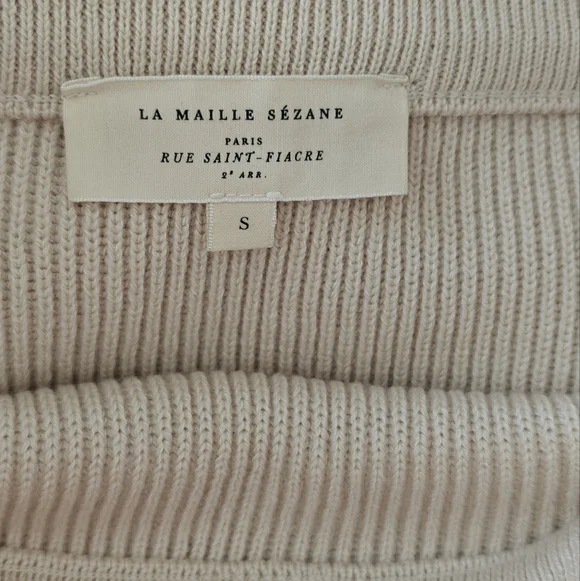 LA MAILLE SÉZANE
PARIS
RUE SAINT-FIACRE
2e ARR.
S